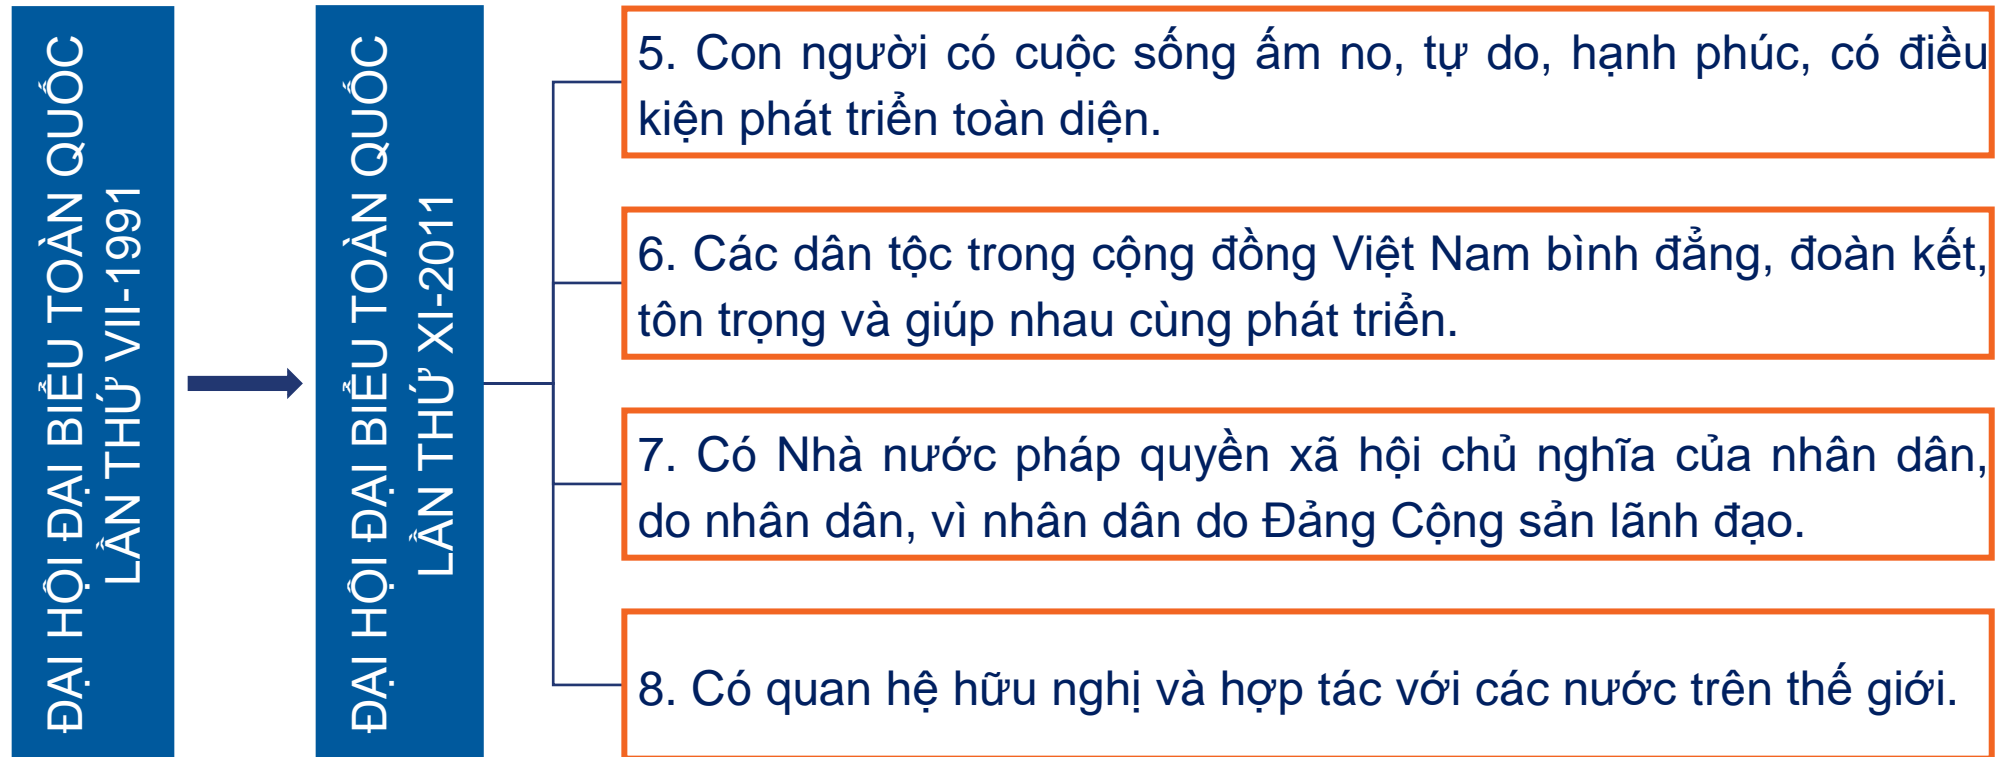 ĐẠI HỘI ĐẠI BIỂU TOÀN QUỐC
LẦN THỨ VII-1991
ĐẠI HỘI ĐẠI BIỂU TOÀN QUỐC
LẦN THỨ XI-2011
5. Con người có cuộc sống ấm no, tự do, hạnh phúc, có điều
kiện phát triển toàn diện.
6. Các dân tộc trong cộng đồng Việt Nam bình đẳng, đoàn kết,
tôn trọng và giúp nhau cùng phát triển.
7. Có Nhà nước pháp quyền xã hội chủ nghĩa của nhân dân,
do nhân dân, vì nhân dân do Đảng Cộng sản lãnh đạo.
8. Có quan hệ hữu nghị và hợp tác với các nước trên thế giới.